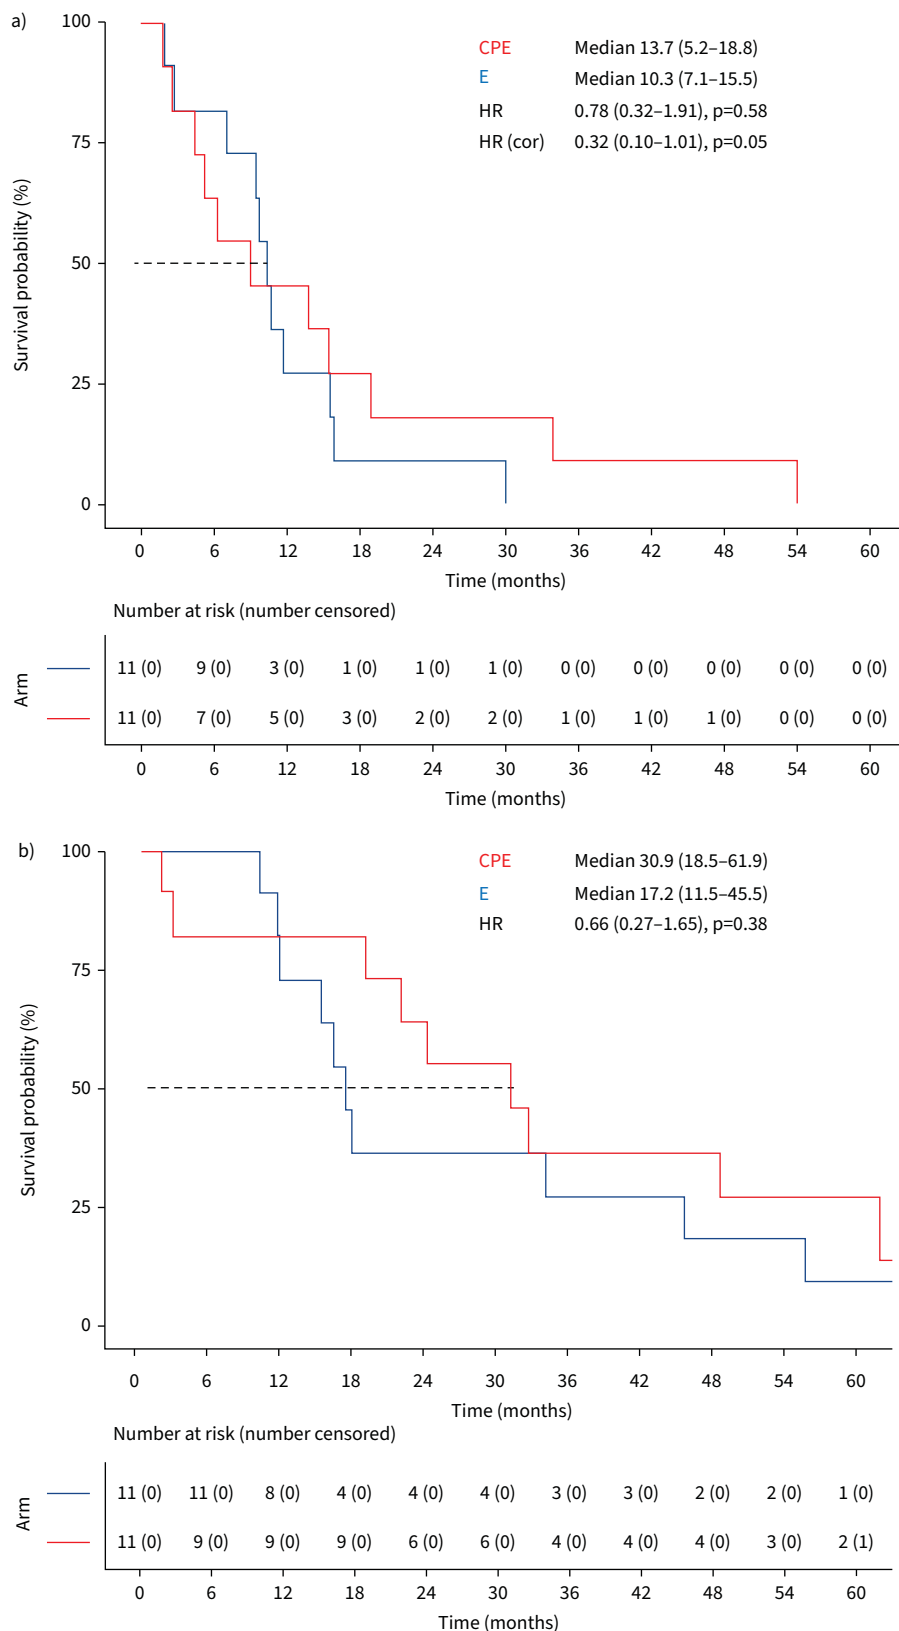 a)
CPE Median 13.7 (5.2–18.8)
E Median 10.3 (7.1–15.5)
HR 0.78 (0.32–1.91), p=0.58
HR (cor) 0.32 (0.10–1.01), p=0.05
Survival probability (%)
100
75
50
25
0
0 6 12 18 24 30 36 42 48 54 60
Time (months)
Number at risk (number censored)
Arm
11 (0) 9 (0) 3 (0) 1 (0) 1 (0) 1 (0) 0 (0) 0 (0) 0 (0) 0 (0) 0 (0)
11 (0) 7 (0) 5 (0) 3 (0) 2 (0) 2 (0) 1 (0) 1 (0) 1 (0) 0 (0) 0 (0)
0 6 12 18 24 30 36 42 48 54 60
Time (months)
b)
CPE Median 30.9 (18.5–61.9)
E Median 17.2 (11.5–45.5)
HR 0.66 (0.27–1.65), p=0.38
Survival probability (%)
100
75
50
25
0
0 6 12 18 24 30 36 42 48 54 60
Time (months)
Number at risk (number censored)
Arm
11 (0) 11 (0) 8 (0) 4 (0) 4 (0) 4 (0) 3 (0) 3 (0) 2 (0) 2 (0) 1 (0)
11 (0) 9 (0) 9 (0) 9 (0) 6 (0) 6 (0) 4 (0) 4 (0) 4 (0) 3 (0) 2 (1)
0 6 12 18 24 30 36 42 48 54 60
Time (months)